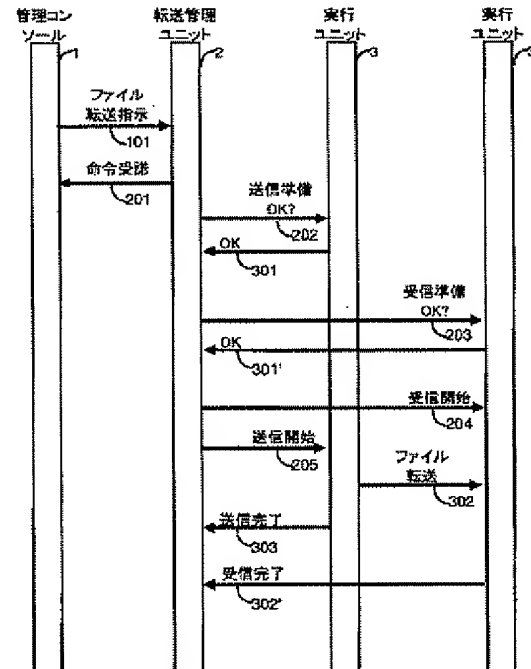 管理コン
ソール
転送管理
ユニット
実行
ユニット
実行
ユニット
1
2
3
ファイル
転送指示
101
命令受諾
201
送信準備
OK?
202
OK
301
受信準備
OK?
203
OK
301'
受信開始
204
送信開始
205
ファイル
転送
302
送信完了
303
受信完了
302'